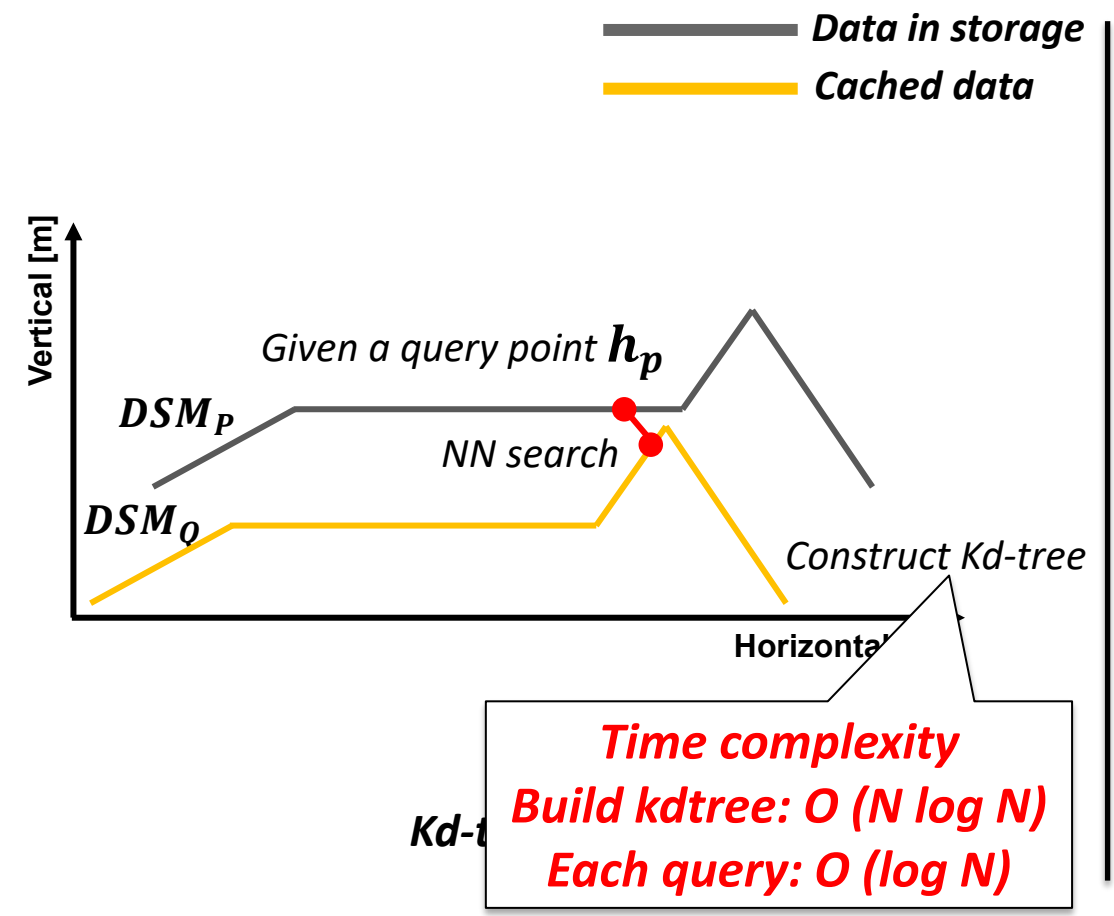 Data in storage
Cached data
Vertical [m]
Given a query point h_p
DSM_P
NN search
DSM_Q
Construct Kd-tree
Horizontal
Time complexity
Build kdtree: O (N log N)
Each query: O (log N)